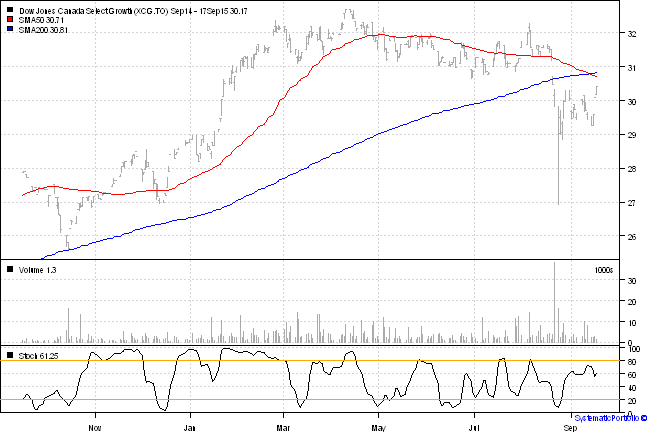 Dow Jones Canada Select Growth (XCG.TO) Sep14 - 17Sep15 30.17
SMA50 30.71
SMA200 30.81
32
31
30
29
28
27
26
Volume 1.3
1000s
30
20
10
0
Stoch 61.25
100
80
60
40
20
0
Nov
Jan
Mar
May
Jul
Sep
SystematicPortfolio ©